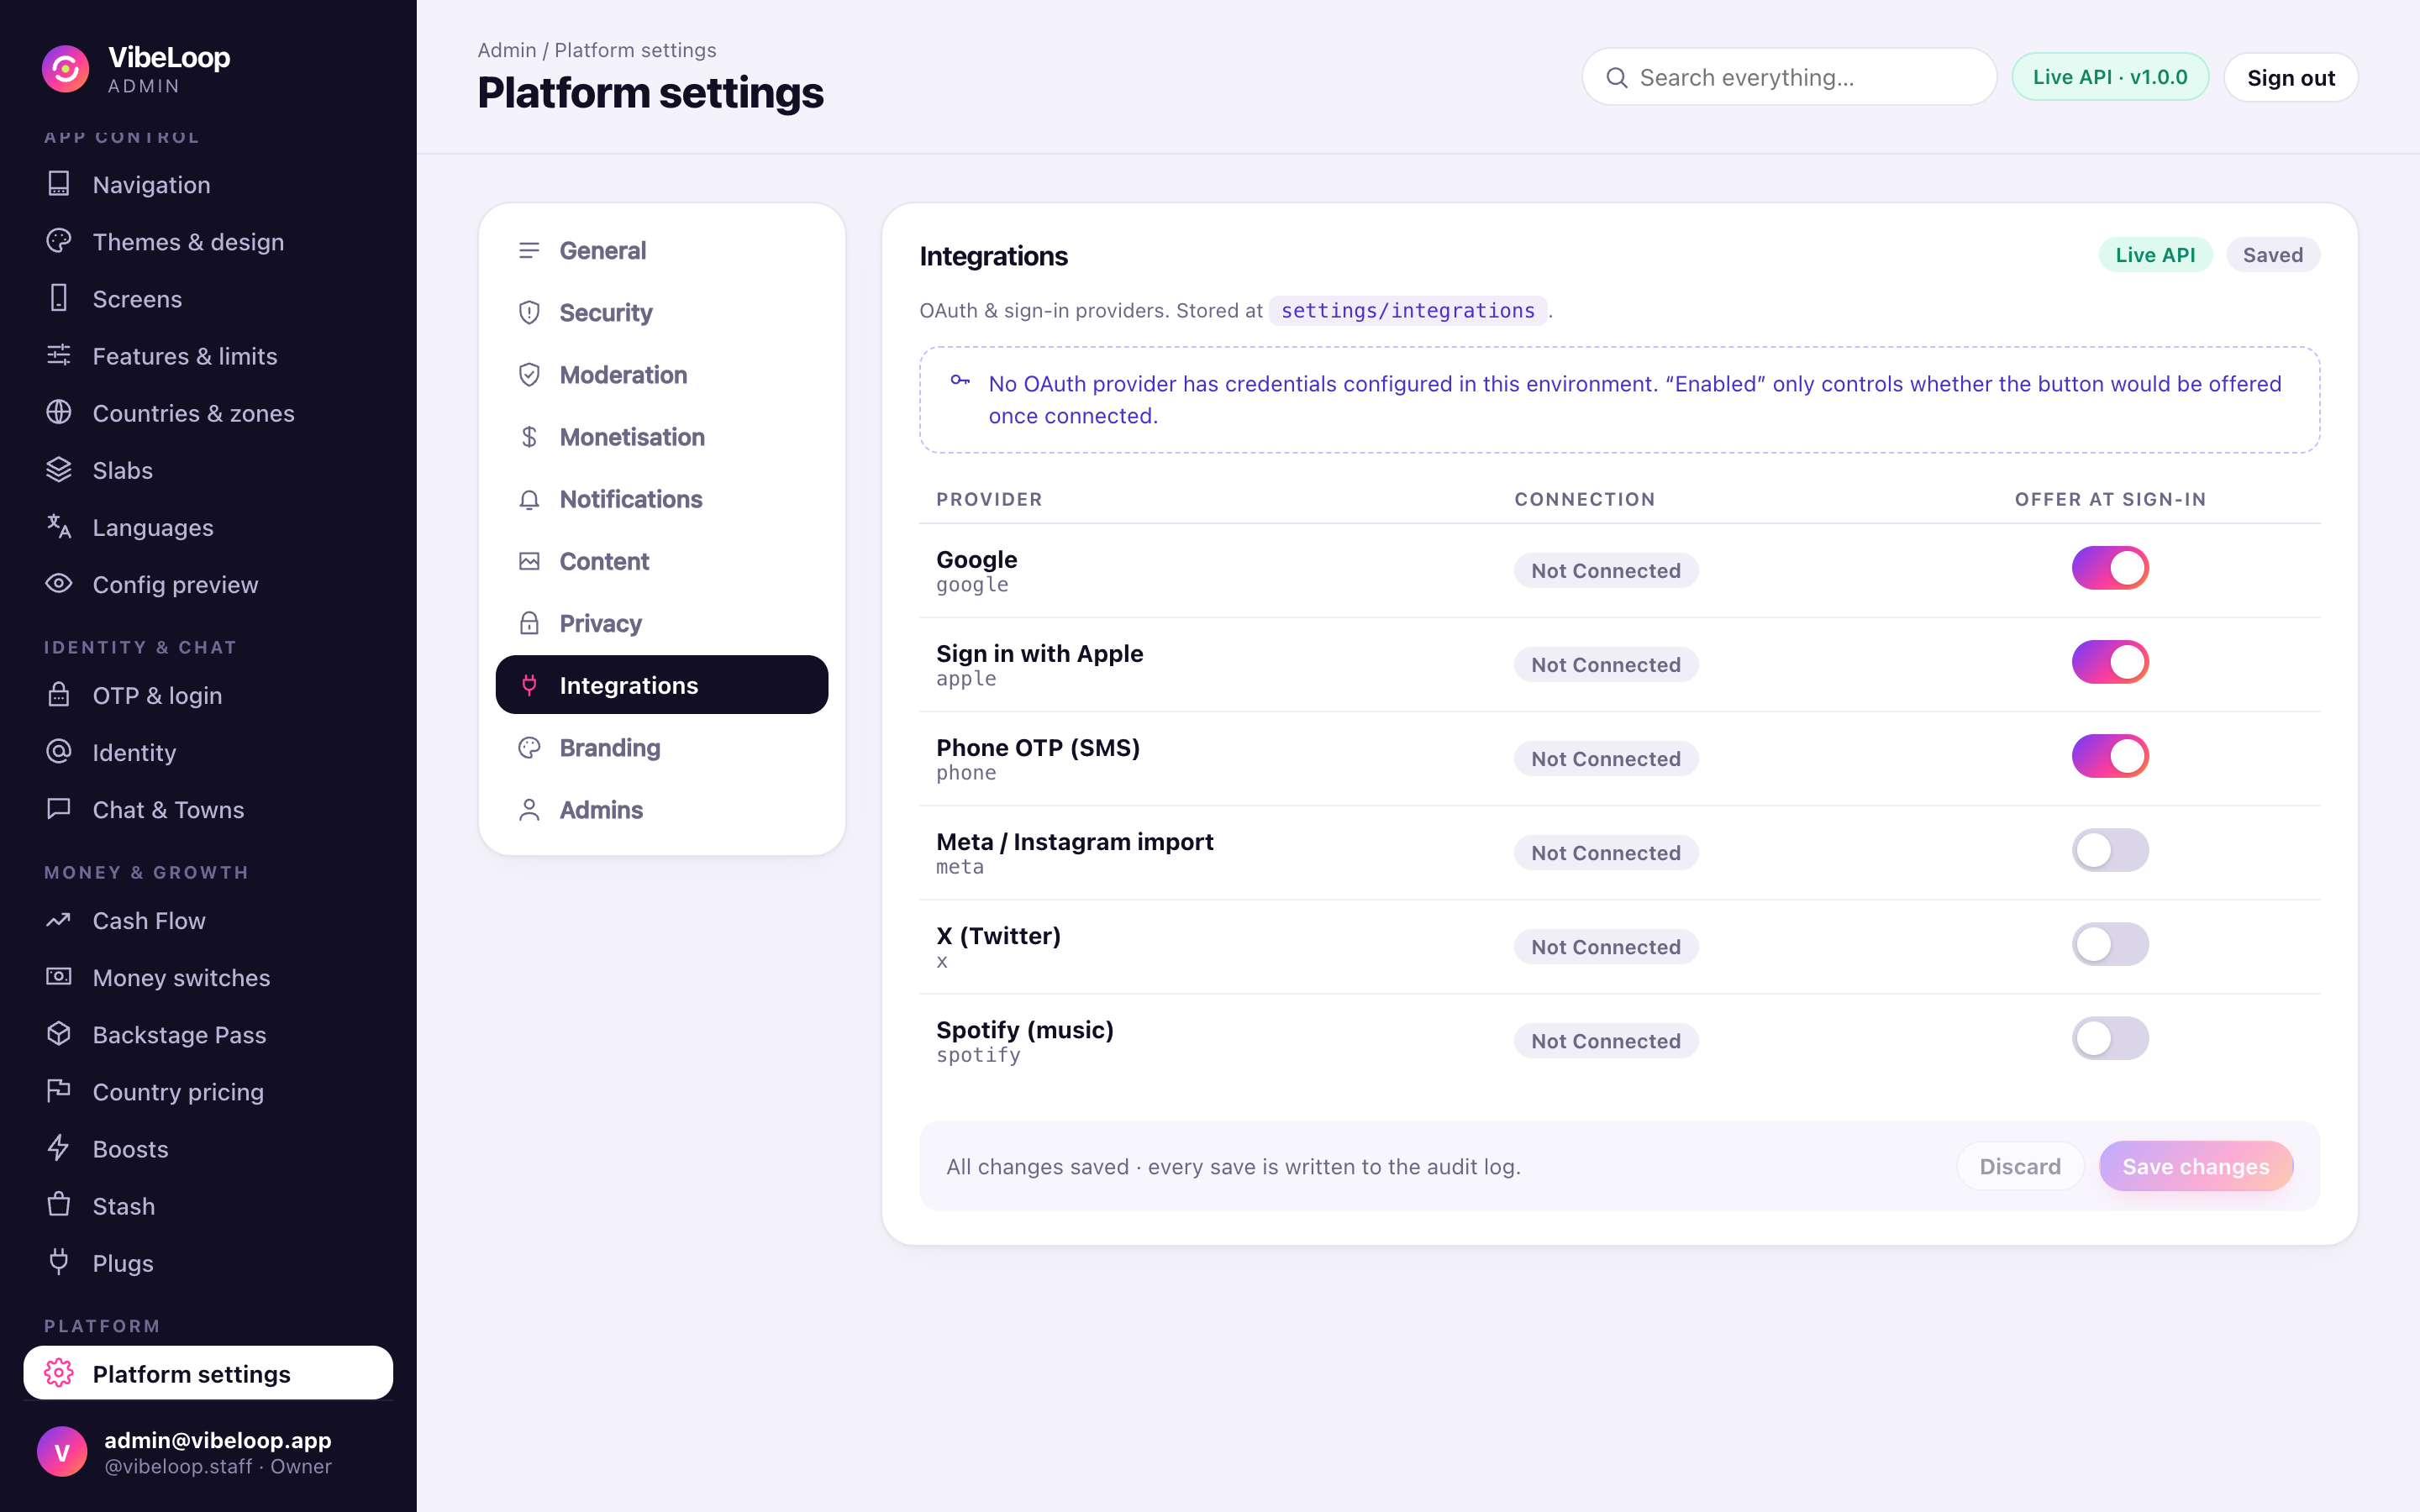 VibeLoop
ADMIN
APP CONTROL
Navigation
Themes & design
Screens
Features & limits
Countries & zones
Slabs
Languages
Config preview
IDENTITY & CHAT
OTP & login
Identity
Chat & Towns
MONEY & GROWTH
Cash Flow
Money switches
Backstage Pass
Country pricing
Boosts
Stash
Plugs
PLATFORM
Platform settings
V
admin@vibeloop.app
@vibeloop.staff · Owner
Admin / Platform settings
Platform settings
Search everything...
Live API · v1.0.0
Sign out
General
Security
Moderation
Monetisation
Notifications
Content
Privacy
Integrations
Branding
Admins
Integrations
Live API
Saved
OAuth & sign-in providers. Stored at settings/integrations.
No OAuth provider has credentials configured in this environment. “Enabled” only controls whether the button would be offered
once connected.
PROVIDER CONNECTION OFFER AT SIGN-IN
Google
google
Not Connected
Sign in with Apple
apple
Not Connected
Phone OTP (SMS)
phone
Not Connected
Meta / Instagram import
meta
Not Connected
X (Twitter)
x
Not Connected
Spotify (music)
spotify
Not Connected
All changes saved · every save is written to the audit log.
Discard
Save changes